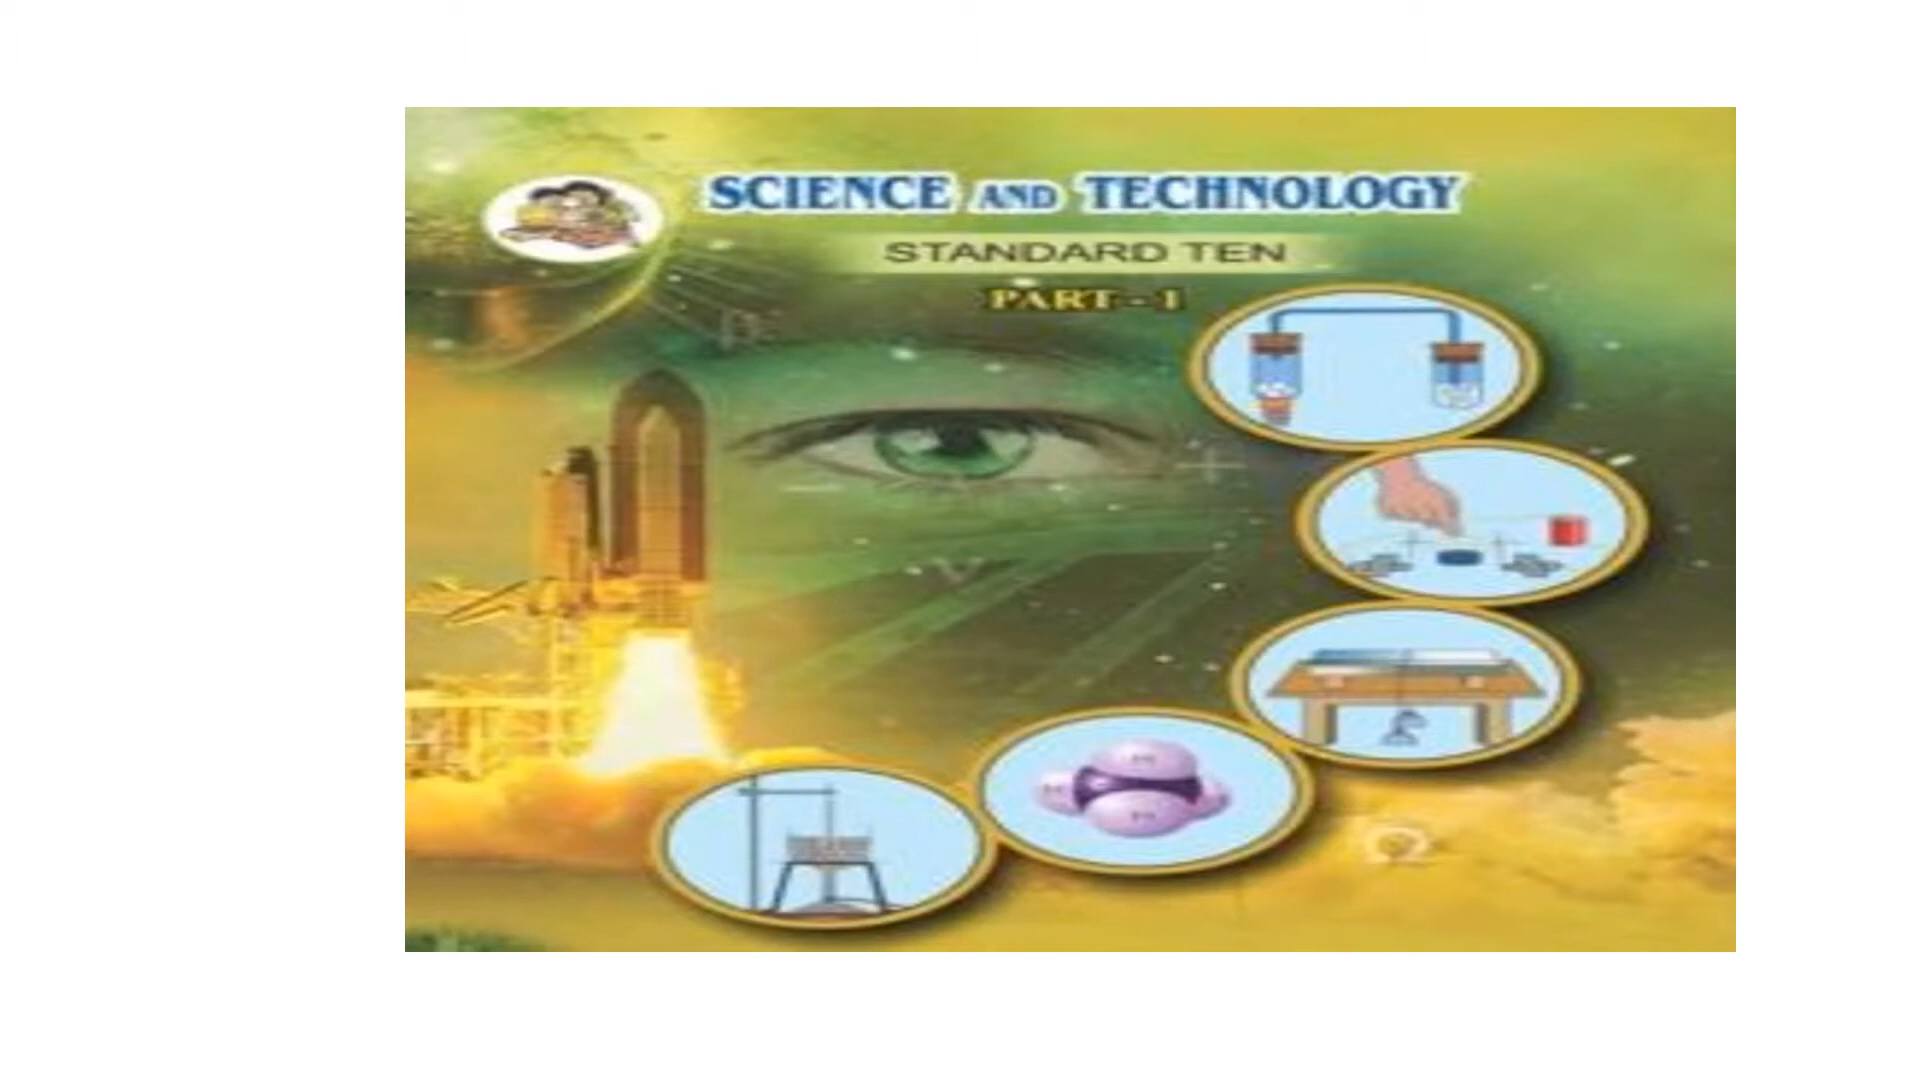 SCIENCE AND TECHNOLOGY
STANDARD TEN
PART - 1
Ω